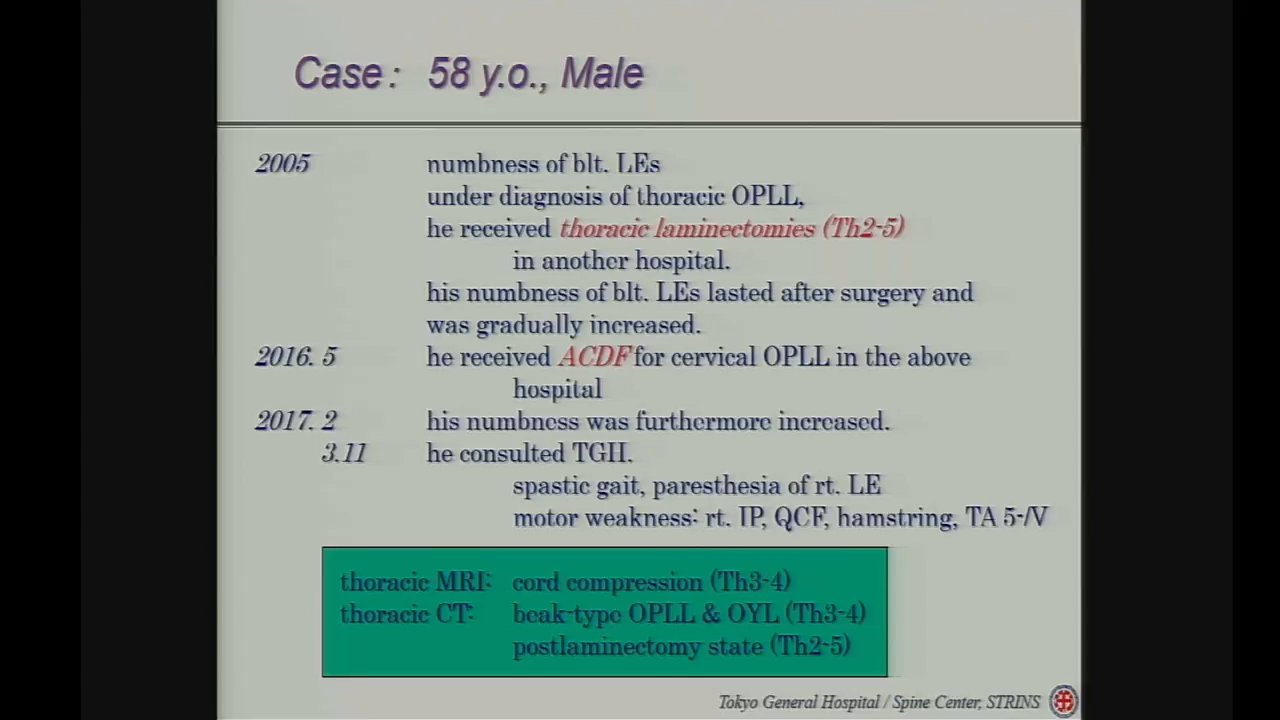 Case : 58 y.o., Male
2005 numbness of blt. LEs
under diagnosis of thoracic OPLL,
he received thoracic laminectomies (Th2-5)
in another hospital.
his numbness of blt. LEs lasted after surgery and
was gradually increased.
2016. 5 he received ACDF for cervical OPLL in the above
hospital
2017. 2 his numbness was furthermore increased.
3.11 he consulted TGH.
spastic gait, paresthesia of rt. LE
motor weakness: rt. IP, QCF, hamstring, TA 5-/V
thoracic MRI: cord compression (Th3-4)
thoracic CT: beak-type OPLL & OYL (Th3-4)
postlaminectomy state (Th2-5)
Tokyo General Hospital / Spine Center, STRINS